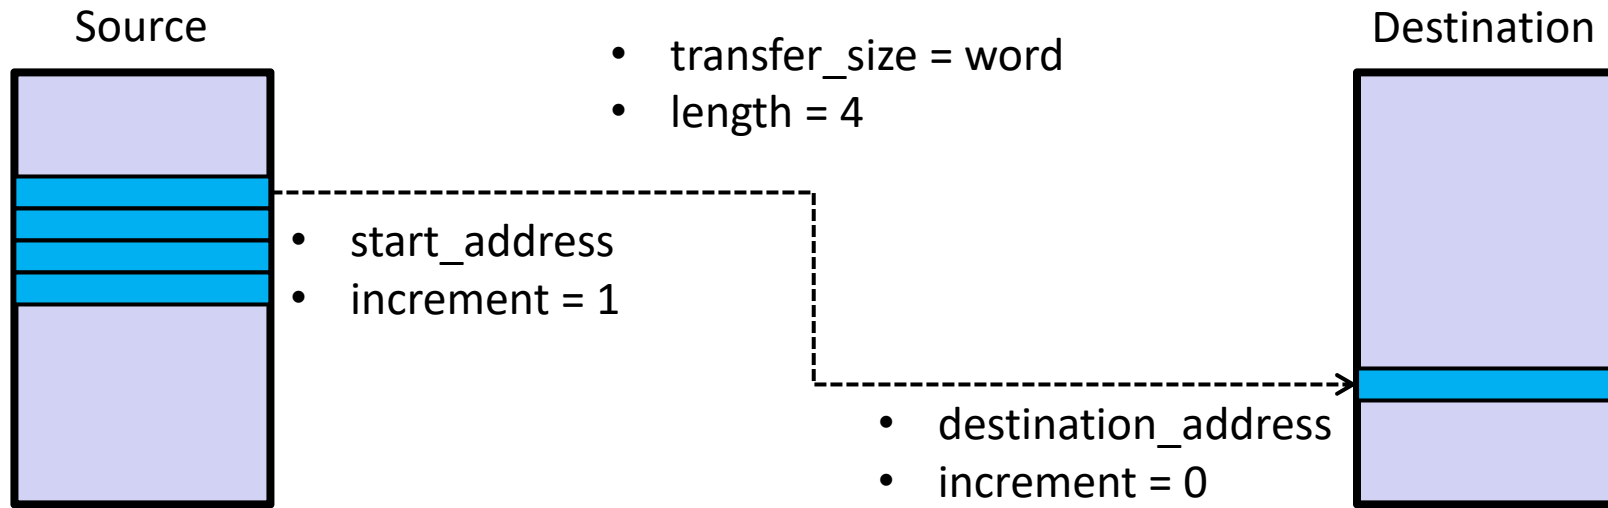 Source
• transfer_size = word
• length = 4
Destination
• start_address
• increment = 1
• destination_address
• increment = 0